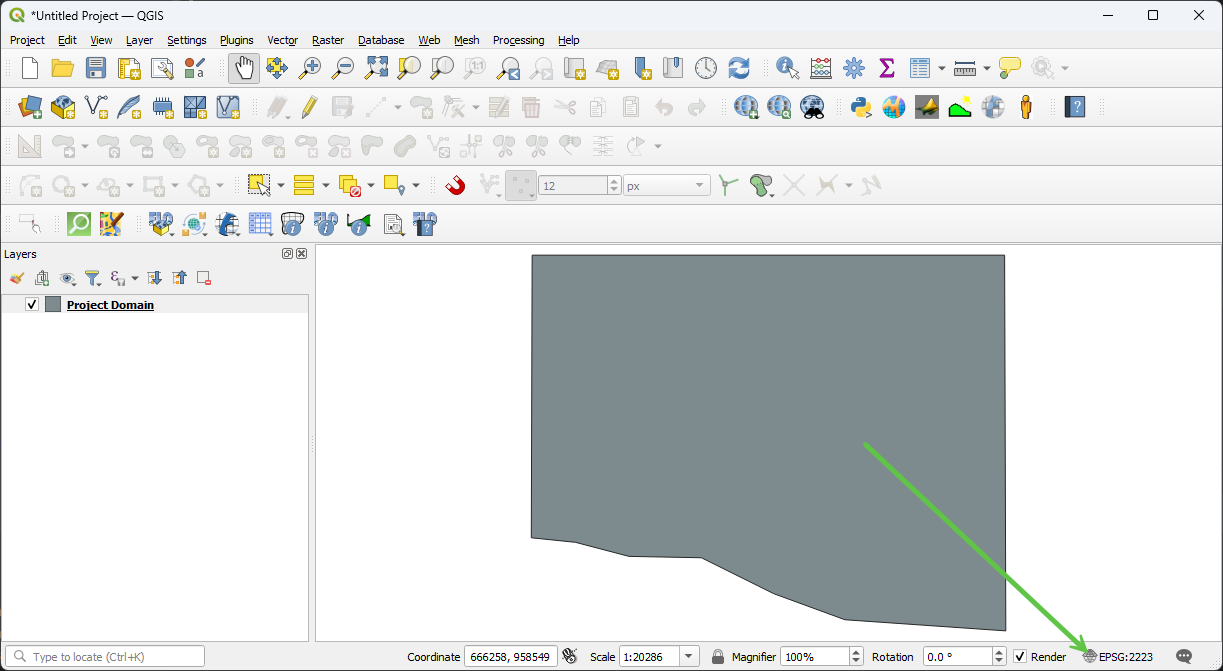 *Untitled Project — QGIS
Project Edit View Layer Settings Plugins Vector Raster Database Web Mesh Processing Help
1:1
a
12 px
Layers
Project Domain
Type to locate (Ctrl+K) Coordinate 666258, 958549 Scale 1:20286 Magnifier 100% Rotation 0.0 ° Render EPSG:2223